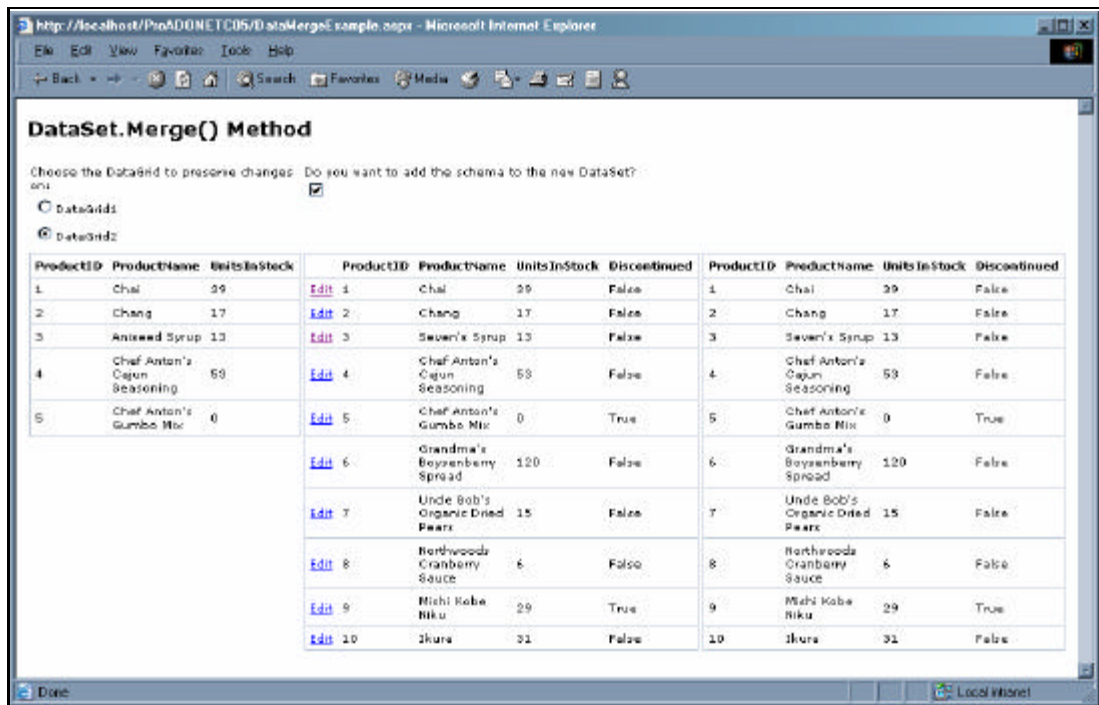 http://localhost/ProADONETC05/DataMergeExample.aspx - Microsoft Internet Explorer
File Edit View Favorites Tools Help
Back Search Favorites Media
DataSet.Merge() Method
Choose the DataGrid to preserve changes on:
Do you want to add the schema to the new DataSet?
DataGrid1
DataGrid2
ProductID ProductName UnitsInStock
1 Chai 39
2 Chang 17
3 Aniseed Syrup 13
4 Chef Anton's Cajun Seasoning 53
5 Chef Anton's Gumbo Mix 0
ProductID ProductName UnitsInStock Discontinued
Edit 1 Chai 39 False
Edit 2 Chang 17 False
Edit 3 Seven's Syrup 13 False
Edit 4 Chef Anton's Cajun Seasoning 53 False
Edit 5 Chef Anton's Gumbo Mix 0 True
Edit 6 Grandma's Boysenberry Spread 120 False
Edit 7 Uncle Bob's Organic Dried Pears 15 False
Edit 8 Northwoods Cranberry Sauce 6 False
Edit 9 Mishi Kobe Niku 29 True
Edit 10 Ikura 31 False
ProductID ProductName UnitsInStock Discontinued
1 Chai 39 False
2 Chang 17 False
3 Seven's Syrup 13 False
4 Chef Anton's Cajun Seasoning 53 False
5 Chef Anton's Gumbo Mix 0 True
6 Grandma's Boysenberry Spread 120 False
7 Uncle Bob's Organic Dried Pears 15 False
8 Northwoods Cranberry Sauce 6 False
9 Mishi Kobe Niku 29 True
10 Ikura 31 False
Done
Local intranet